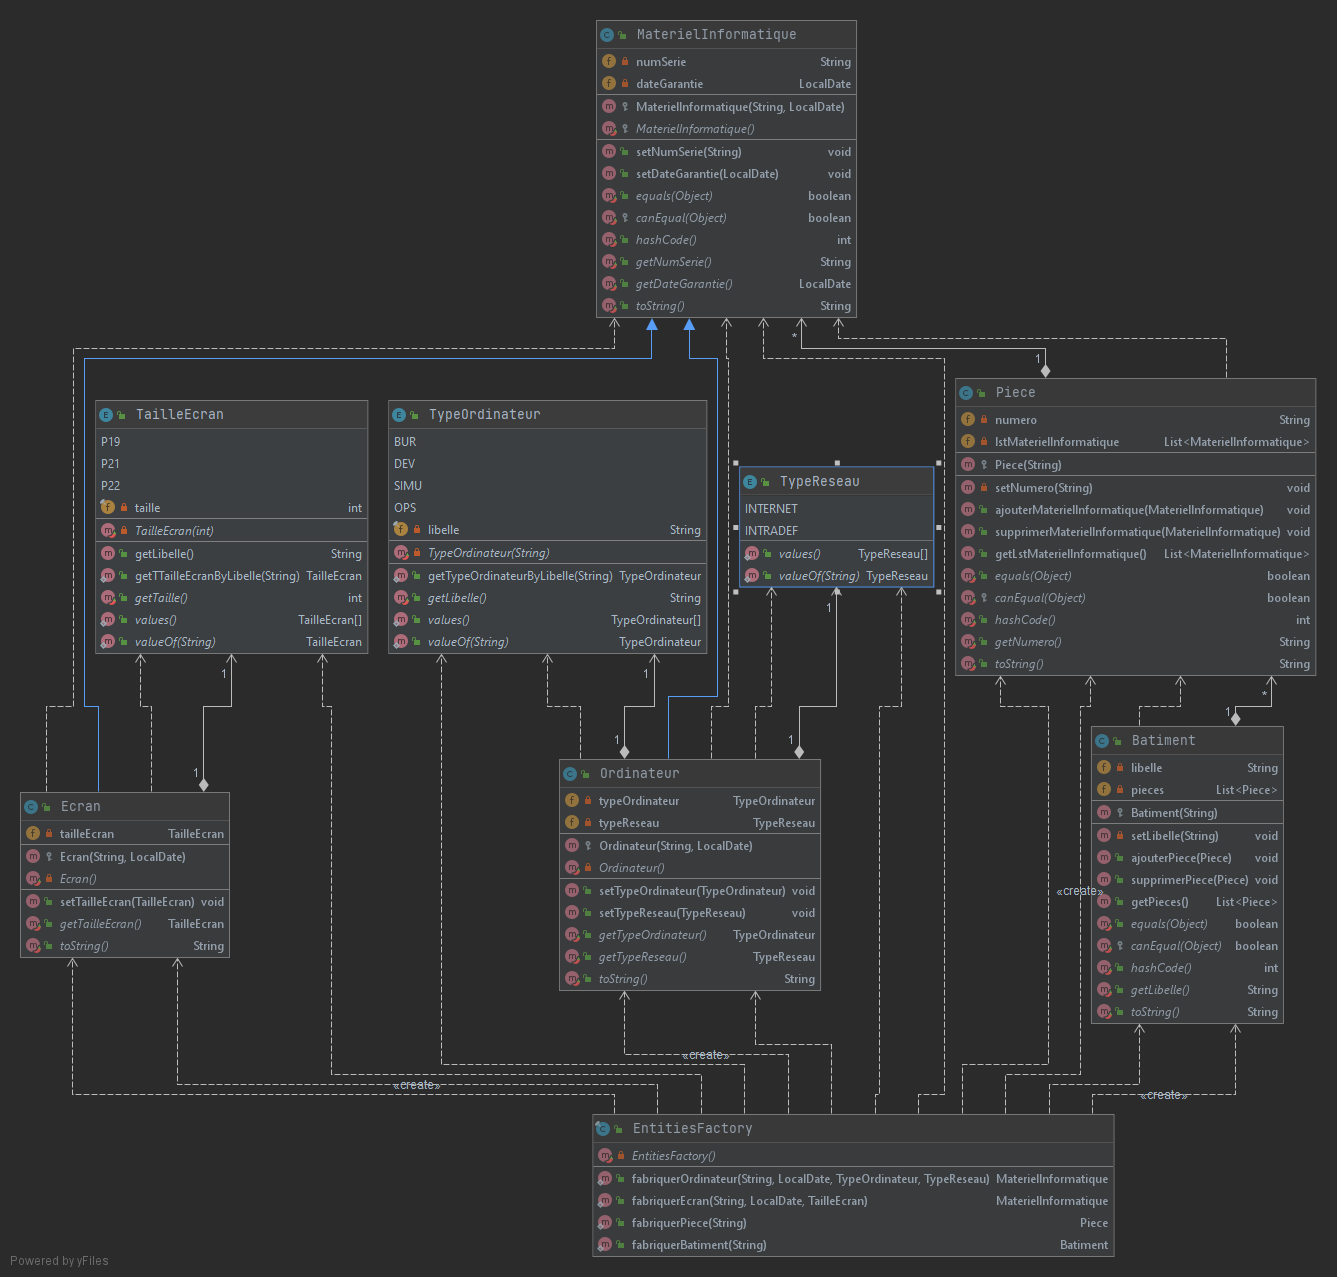 MaterielInformatique
numSerie String
dateGarantie LocalDate
MaterielInformatique(String, LocalDate)
MaterielInformatique()
setNumSerie(String) void
setDateGarantie(LocalDate) void
equals(Object) boolean
canEqual(Object) boolean
hashCode() int
getNumSerie() String
getDateGarantie() LocalDate
toString() String
*
1
TailleEcran
P19
P21
P22
taille int
TailleEcran(int)
getLibelle() String
getTTailleEcranByLibelle(String) TailleEcran
getTaille() int
values() TailleEcran[]
valueOf(String) TailleEcran
1
1
TypeOrdinateur
BUR
DEV
SIMU
OPS
libelle String
TypeOrdinateur(String)
getTypeOrdinateurByLibelle(String) TypeOrdinateur
getLibelle() String
values() TypeOrdinateur[]
valueOf(String) TypeOrdinateur
1
1
TypeReseau
INTERNET
INTRADEF
values() TypeReseau[]
valueOf(String) TypeReseau
1
1
Piece
numero String
lstMaterielInformatique List<MaterielInformatique>
Piece(String)
setNumero(String) void
ajouterMaterielInformatique(MaterielInformatique) void
supprimerMaterielInformatique(MaterielInformatique) void
getLstMaterielInformatique() List<MaterielInformatique>
equals(Object) boolean
canEqual(Object) boolean
hashCode() int
getNumero() String
toString() String
*
1
Ecran
tailleEcran TailleEcran
Ecran(String, LocalDate)
Ecran()
setTailleEcran(TailleEcran) void
getTailleEcran() TailleEcran
toString() String
Ordinateur
typeOrdinateur TypeOrdinateur
typeReseau TypeReseau
Ordinateur(String, LocalDate)
Ordinateur()
setTypeOrdinateur(TypeOrdinateur) void
setTypeReseau(TypeReseau) void
getTypeOrdinateur() TypeOrdinateur
getTypeReseau() TypeReseau
toString() String
Batiment
libelle String
pieces List<Piece>
Batiment(String)
setLibelle(String) void
ajouterPiece(Piece) void
supprimerPiece(Piece) void
getPieces() List<Piece>
equals(Object) boolean
canEqual(Object) boolean
hashCode() int
getLibelle() String
toString() String
«create»
«create»
«create»
«create»
EntitiesFactory
EntitiesFactory()
fabriquerOrdinateur(String, LocalDate, TypeOrdinateur, TypeReseau) MaterielInformatique
fabriquerEcran(String, LocalDate, TailleEcran) MaterielInformatique
fabriquerPiece(String) Piece
fabriquerBatiment(String) Batiment
Powered by yFiles